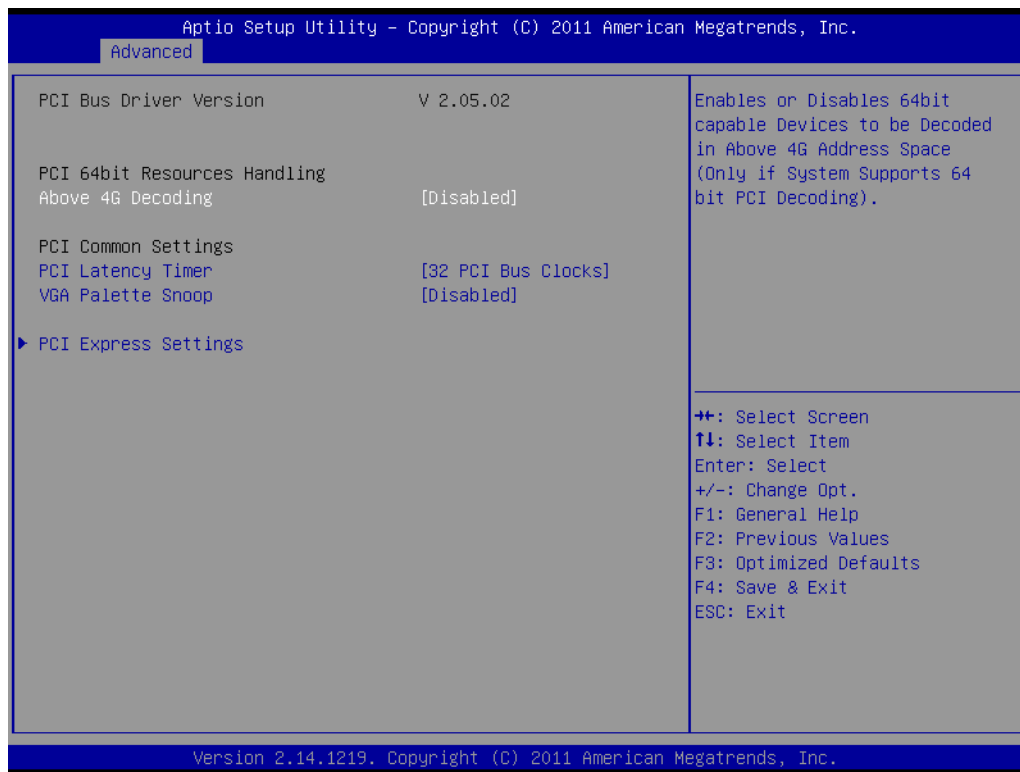 Aptio Setup Utility – Copyright (C) 2011 American Megatrends, Inc.
Advanced
PCI Bus Driver Version V 2.05.02
PCI 64bit Resources Handling
Above 4G Decoding [Disabled]
PCI Common Settings
PCI Latency Timer [32 PCI Bus Clocks]
VGA Palette Snoop [Disabled]
PCI Express Settings
Enables or Disables 64bit
capable Devices to be Decoded
in Above 4G Address Space
(Only if System Supports 64
bit PCI Decoding).
→←: Select Screen
↑↓: Select Item
Enter: Select
+/-: Change Opt.
F1: General Help
F2: Previous Values
F3: Optimized Defaults
F4: Save & Exit
ESC: Exit
Version 2.14.1219. Copyright (C) 2011 American Megatrends, Inc.